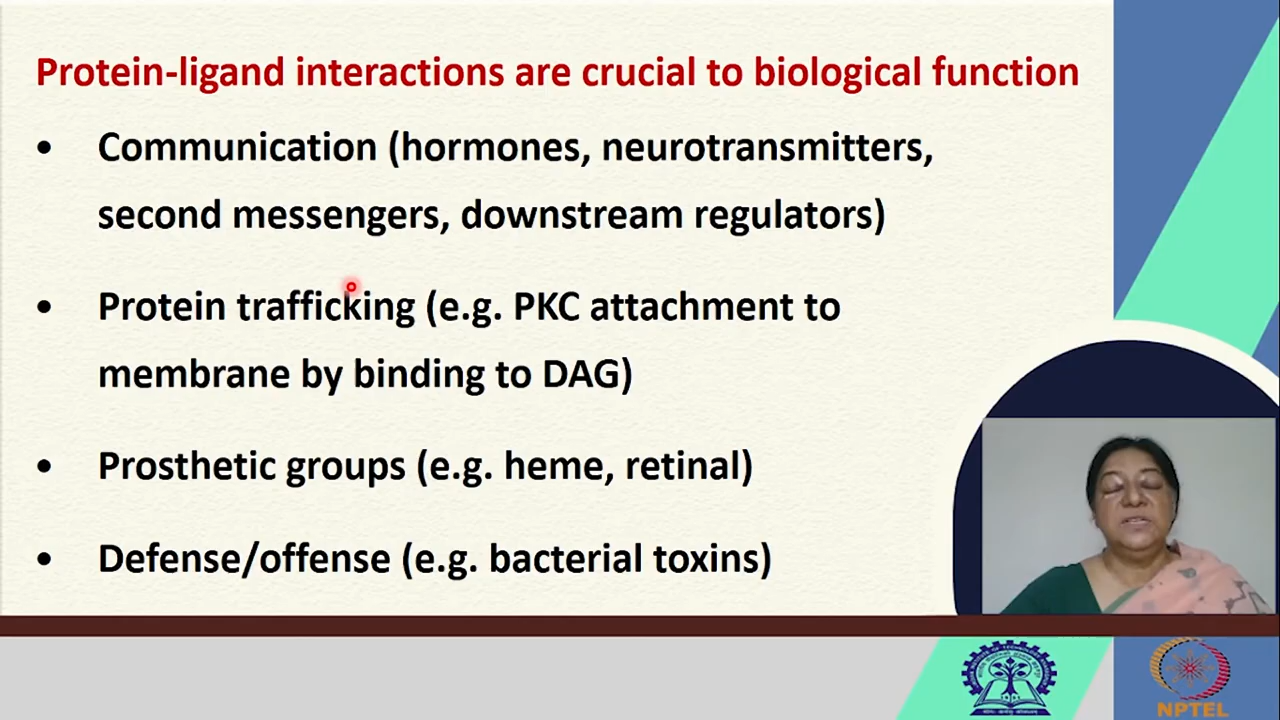 Protein-ligand interactions are crucial to biological function
• Communication (hormones, neurotransmitters,
second messengers, downstream regulators)
• Protein trafficking (e.g. PKC attachment to
membrane by binding to DAG)
• Prosthetic groups (e.g. heme, retinal)
• Defense/offense (e.g. bacterial toxins)
NPTEL